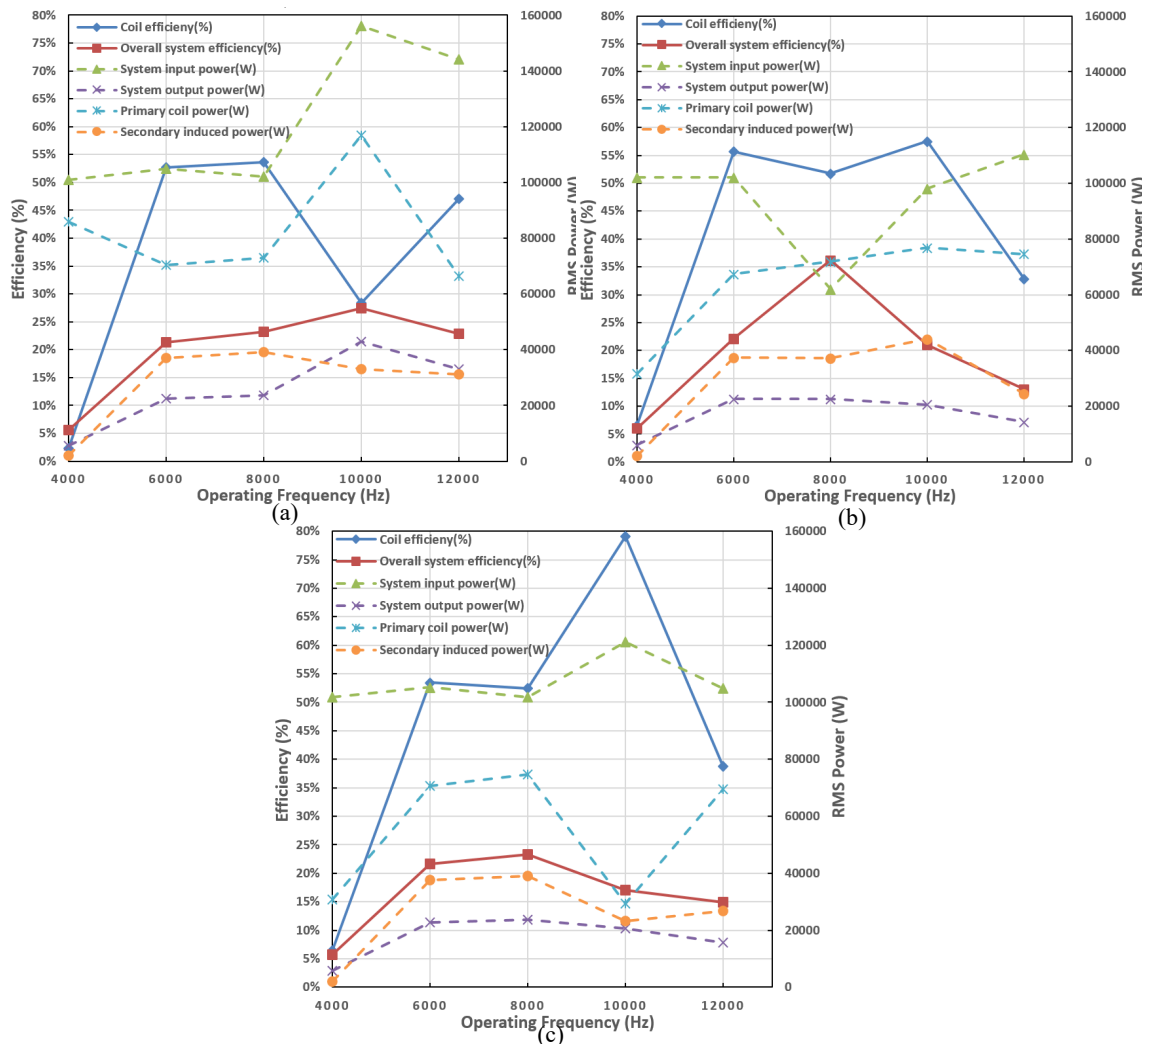 Coil efficieny(%)
Overall system efficiency(%)
System input power(W)
System output power(W)
Primary coil power(W)
Secondary induced power(W)
80%
75%
70%
65%
60%
55%
50%
45%
40%
35%
30%
25%
20%
15%
10%
5%
0%
Efficiency (%)
160000
140000
120000
100000
80000
60000
40000
20000
0
RMS Power (W)
4000 6000 8000 10000 12000
Operating Frequency (Hz)
(a)
Coil efficieny(%)
Overall system efficiency(%)
System input power(W)
System output power(W)
Primary coil power(W)
Secondary induced power(W)
80%
75%
70%
65%
60%
55%
50%
45%
40%
35%
30%
25%
20%
15%
10%
5%
0%
Efficiency (%)
160000
140000
120000
100000
80000
60000
40000
20000
0
RMS Power (W)
4000 6000 8000 10000 12000
Operating Frequency (Hz)
(b)
Coil efficieny(%)
Overall system efficiency(%)
System input power(W)
System output power(W)
Primary coil power(W)
Secondary induced power(W)
80%
75%
70%
65%
60%
55%
50%
45%
40%
35%
30%
25%
20%
15%
10%
5%
0%
Efficiency (%)
160000
140000
120000
100000
80000
60000
40000
20000
0
RMS Power (W)
4000 6000 8000 10000 12000
Operating Frequency (Hz)
(c)